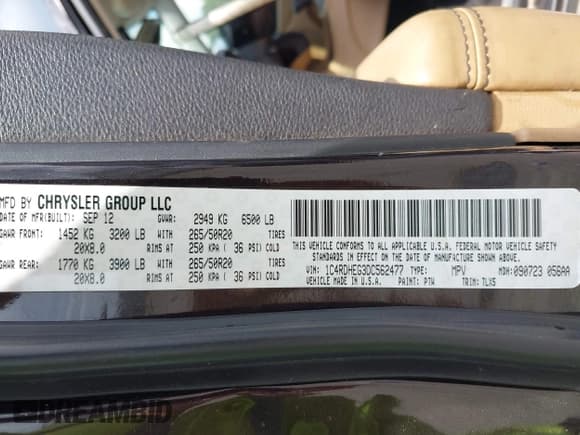 MFD BY CHRYSLER GROUP LLC
DATE OF MFR(BUILT): SEP 12 GVWR: 2949 KG 6500 LB
GAWR FRONT: 1452 KG 3200 LB WITH 265/50R20 TIRES
20X8.0 RIMS AT 250 KPA ( 36 PSI) COLD
GAWR REAR: 1770 KG 3900 LB WITH 265/50R20 TIRES
20X8.0 RIMS AT 250 KPA ( 36 PSI) COLD
THIS VEHICLE CONFORMS TO ALL APPLICABLE U.S.A. FEDERAL MOTOR VEHICLE SAFETY
STANDARDS IN EFFECT ON THE DATE OF MANUFACTURE SHOWN ABOVE.
VIN: 1C4RDHEG3DC562477 TYPE: MPV MDH: 090723 056AA
VEHICLE MADE IN U.S.A. PAINT: PTW TRIM: TLX5
DREAMBID